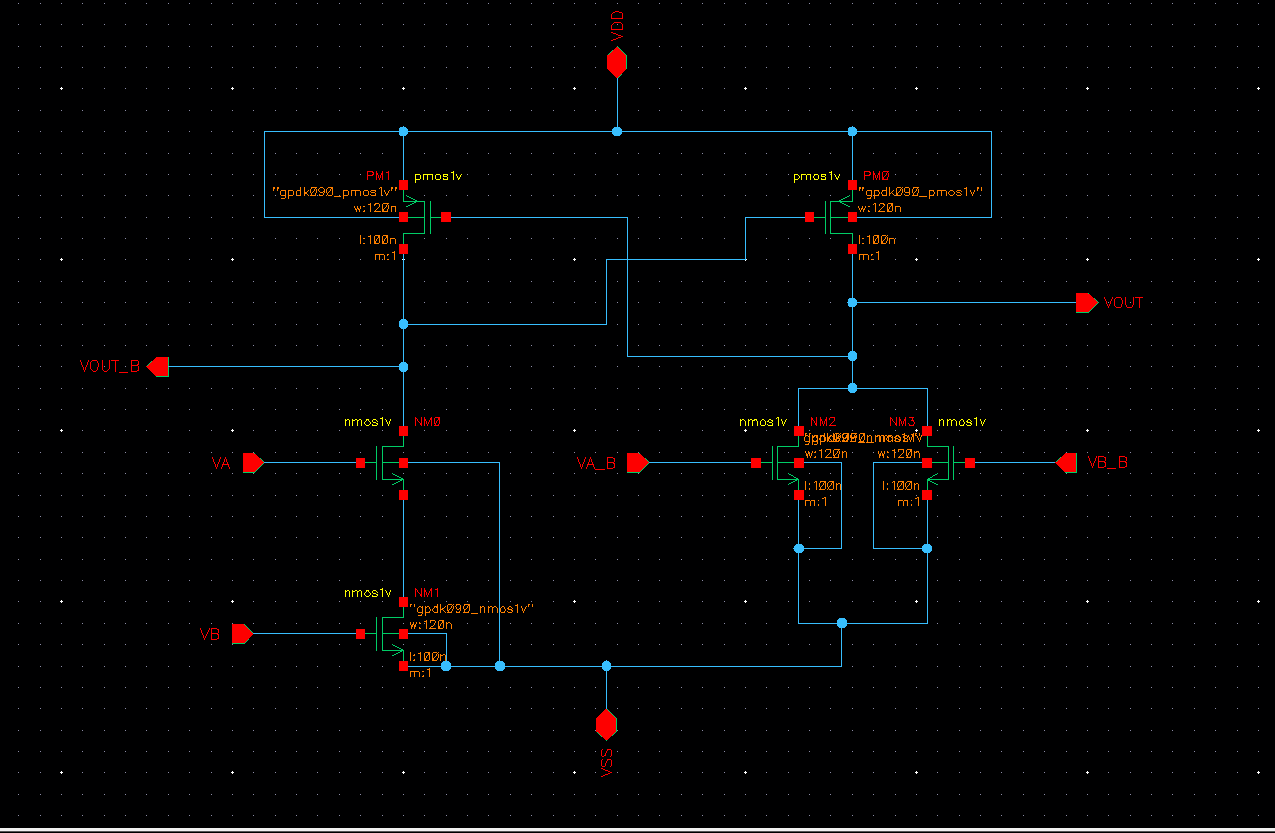 VDD
PM1 pmos1v
"gpdk090_pmos1v"
w:120n
l:100n
m:1
pmos1v PM0
"gpdk090_pmos1v"
w:120n
l:100n
m:1
VOUT
VOUT_B
nmos1v NM0
VA
nmos1v NM2
w:120n
l:100n
m:1
VA_B
NM3 nmos1v
w:120n
l:100n
m:1
VB_B
nmos1v NM1
"gpdk090_nmos1v"
w:120n
l:100n
m:1
VB
VSS